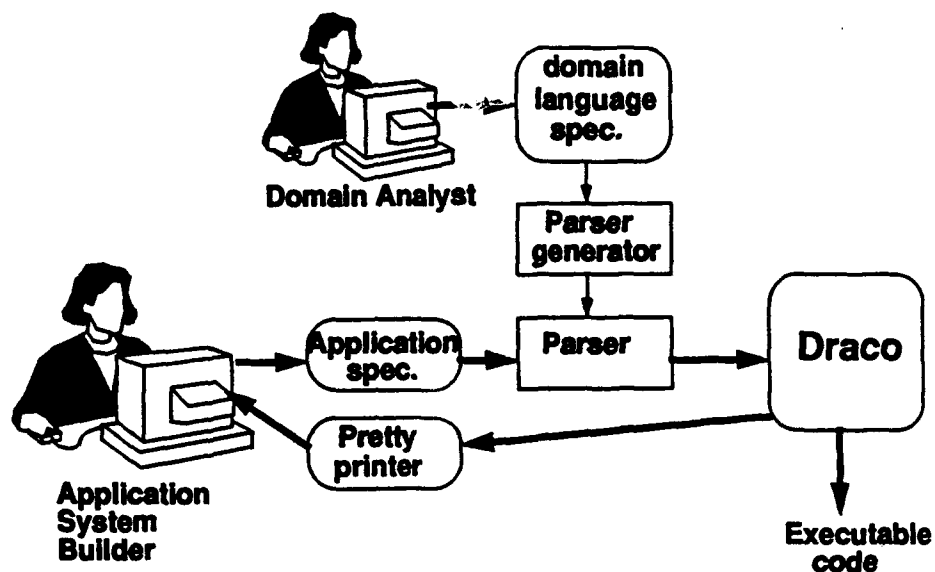 domain
language
spec.
Domain Analyst
Parser
generator
Application
spec.
Parser
Draco
Pretty
printer
Application
System
Builder
Executable
code